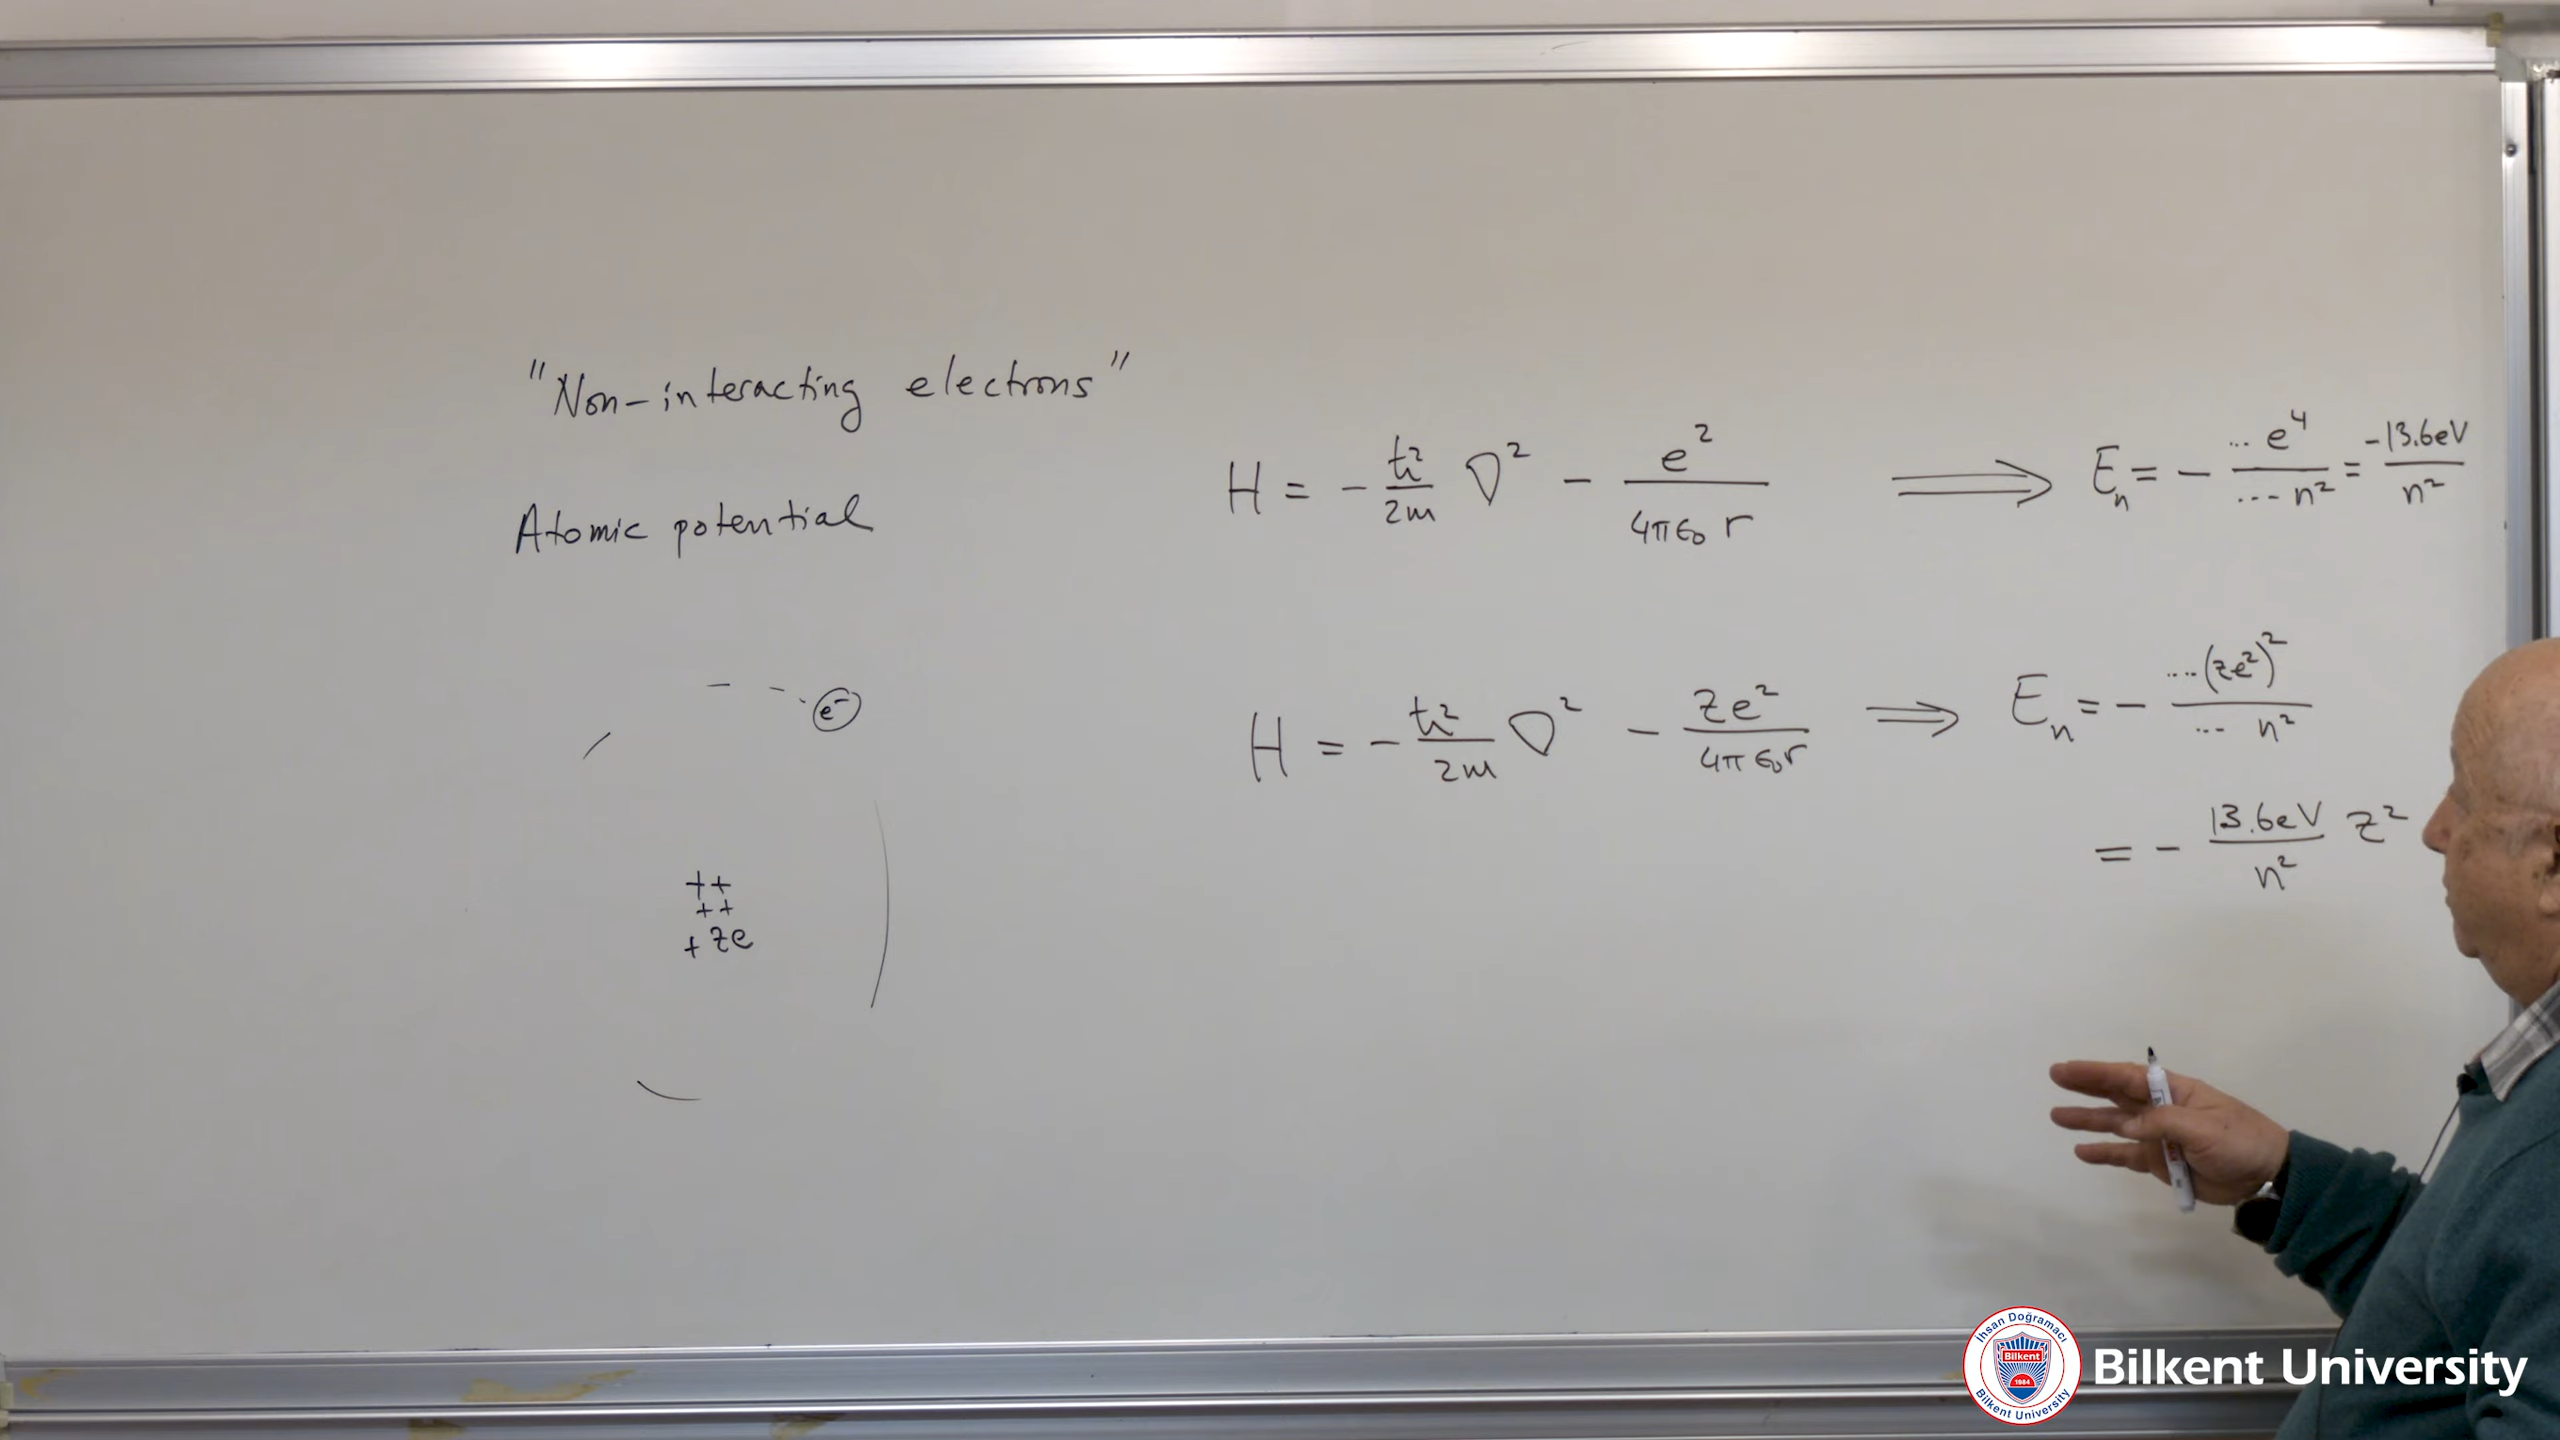 "Non-interacting electrons"
Atomic potential
e⁻
++
++
+ze
H = - ħ²/2m ∇² - e²/4πϵ₀ r ⟹ Eₙ = - ... e⁴/... n² = -13.6eV/n²
H = - ħ²/2m ∇² - ze²/4πϵ₀r ⟹ Eₙ = - ....(ze²)²/... n²
= - 13.6eV/n² z²
İhsan Doğramacı
Bilkent
1984
Bilkent University
Bilkent University